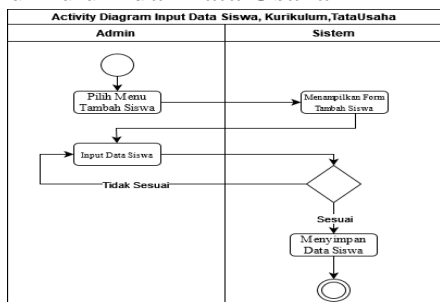 Activity Diagram Input Data Siswa, Kurikulum,TataUsaha
Admin
Sistem
Pilih Menu
Tambah Siswa
Menampilkan Form
Tambah Siswa
Input Data Siswa
Tidak Sesuai
Sesuai
Menyimpan
Data Siswa